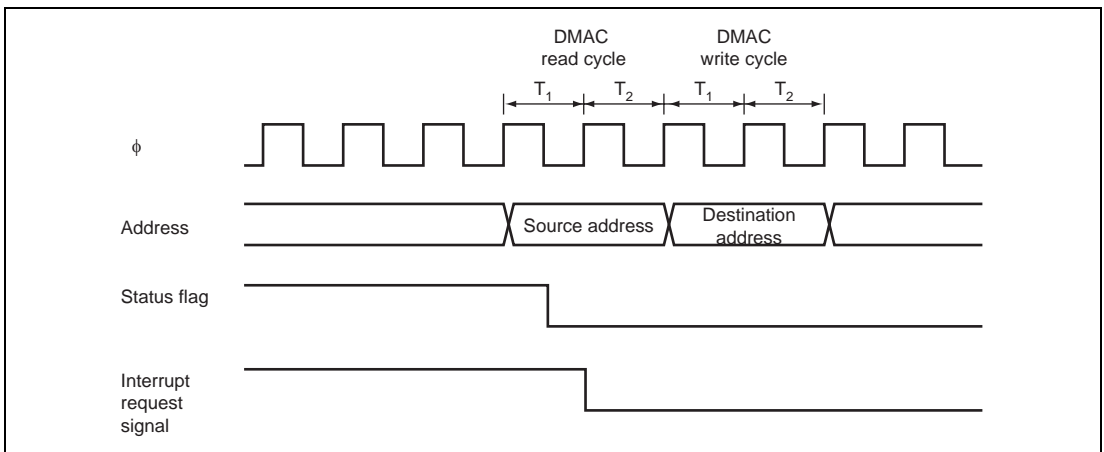 DMAC
read cycle
DMAC
write cycle
T1 T2 T1 T2
ϕ
Address
Source address
Destination
address
Status flag
Interrupt
request
signal